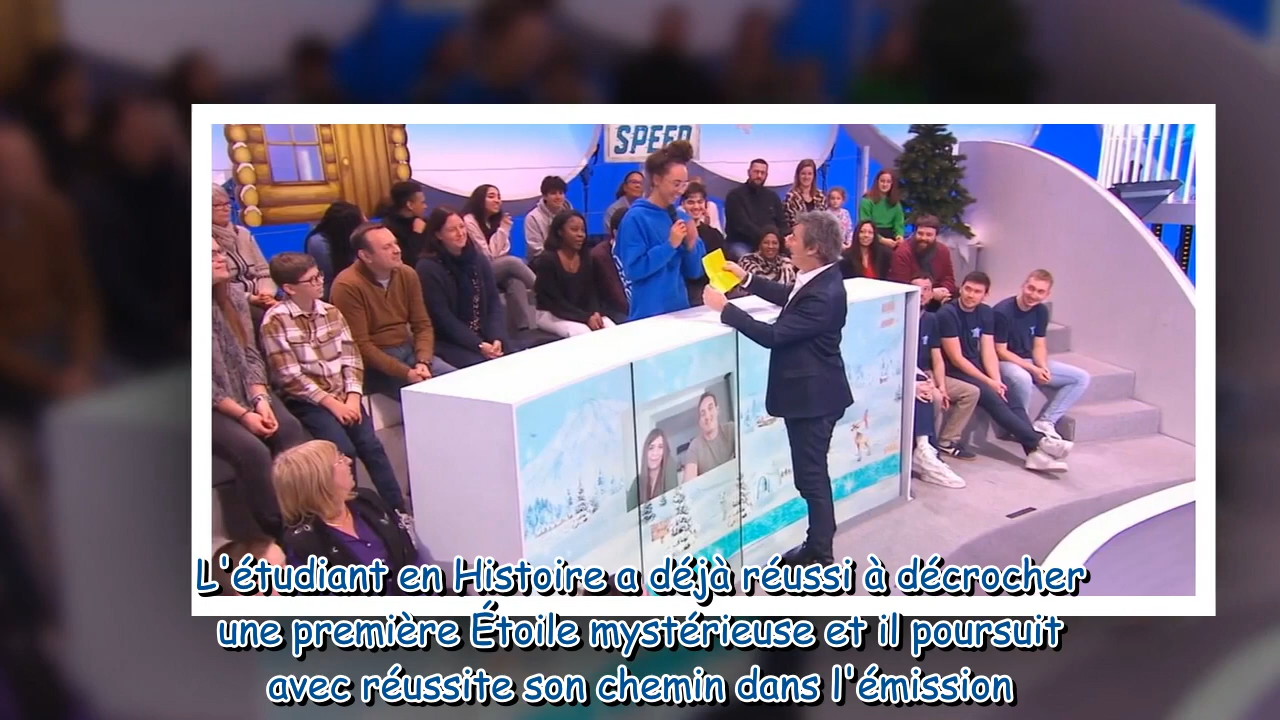 SPEED
L'étudiant en Histoire a déjà réussi à décrocher
une première Étoile mystérieuse et il poursuit
avec réussite son chemin dans l'émission